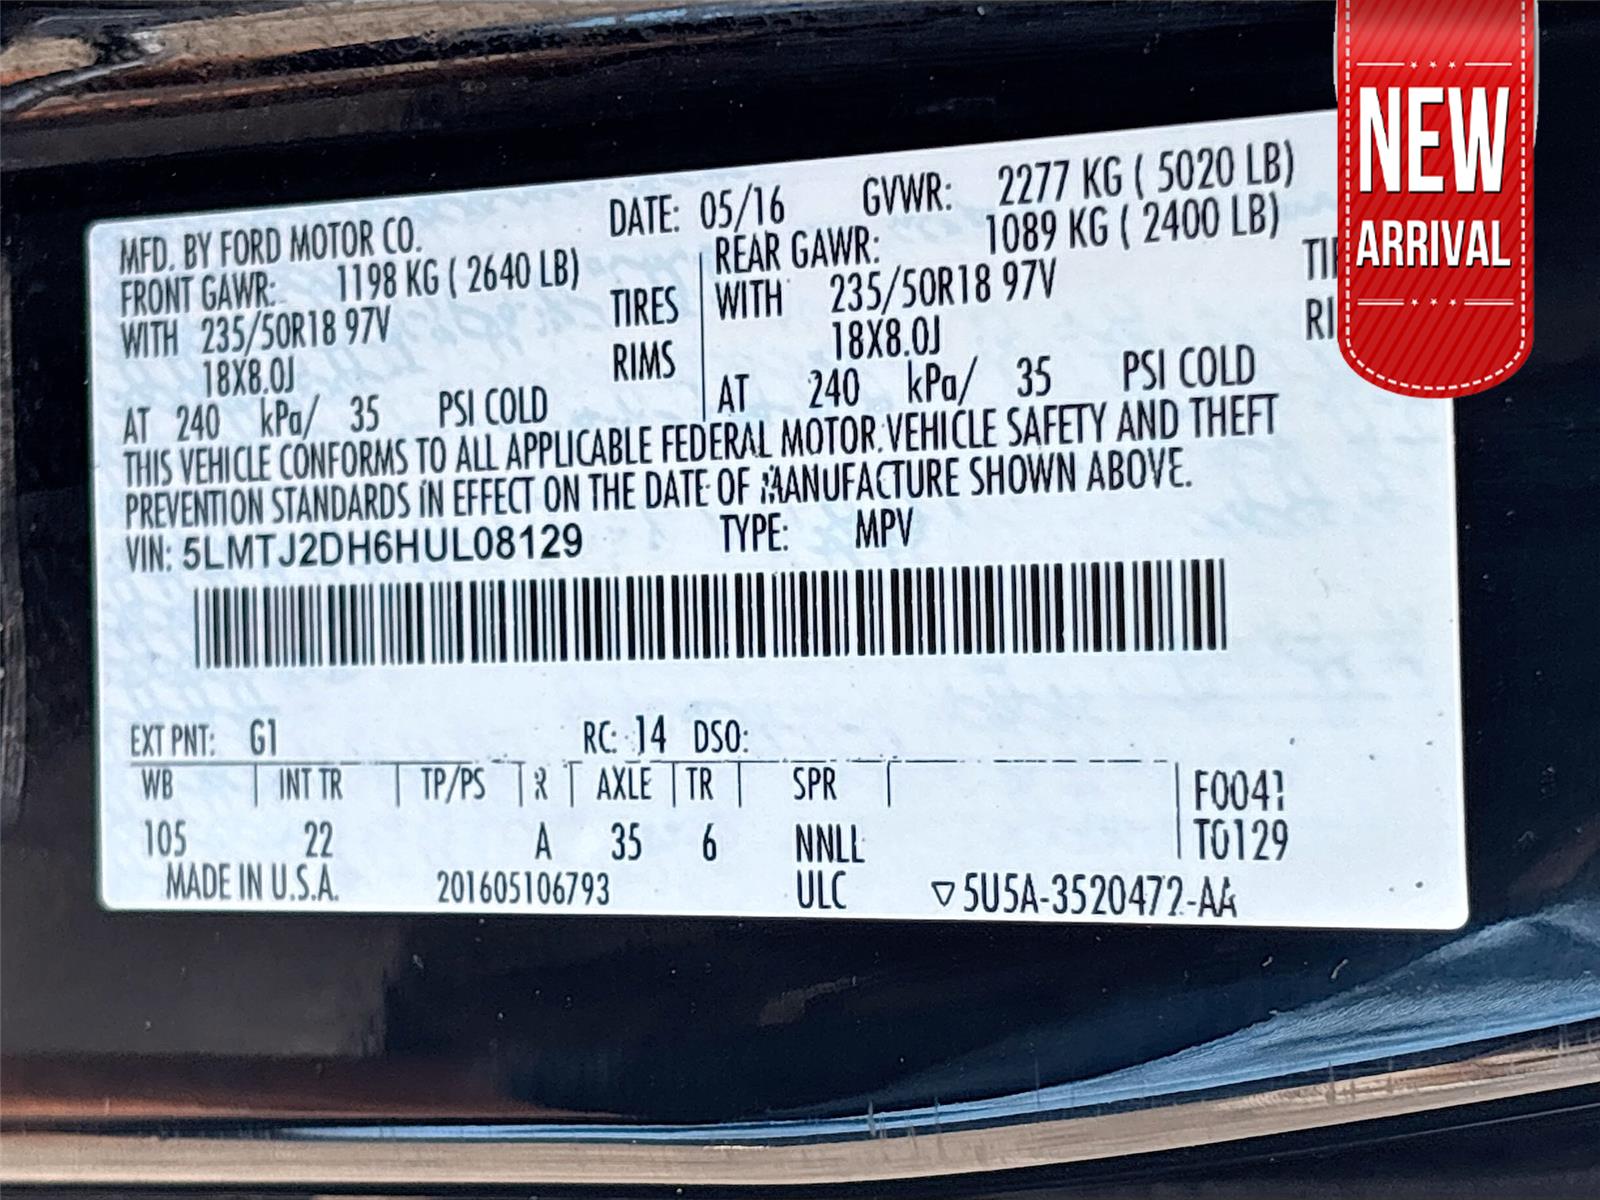 NEW
ARRIVAL
MFD. BY FORD MOTOR CO. DATE: 05/16 GVWR: 2277 KG ( 5020 LB)
FRONT GAWR: 1198 KG ( 2640 LB) REAR GAWR: 1089 KG ( 2400 LB)
WITH 235/50R18 97V TIRES WITH 235/50R18 97V
18X8.0J RIMS 18X8.0J
AT 240 kPa/ 35 PSI COLD AT 240 kPa/ 35 PSI COLD
THIS VEHICLE CONFORMS TO ALL APPLICABLE FEDERAL MOTOR VEHICLE SAFETY AND THEFT
PREVENTION STANDARDS IN EFFECT ON THE DATE OF MANUFACTURE SHOWN ABOVE.
VIN: 5LMTJ2DH6HUL08129 TYPE: MPV
EXT PNT: G1 RC: 14 DSO:
WB INT TR TP/PS R AXLE TR SPR F0041
105 22 A 35 6 NNLL T0129
MADE IN U.S.A. 201605106793 ULC ▽5U5A-3520472-AA